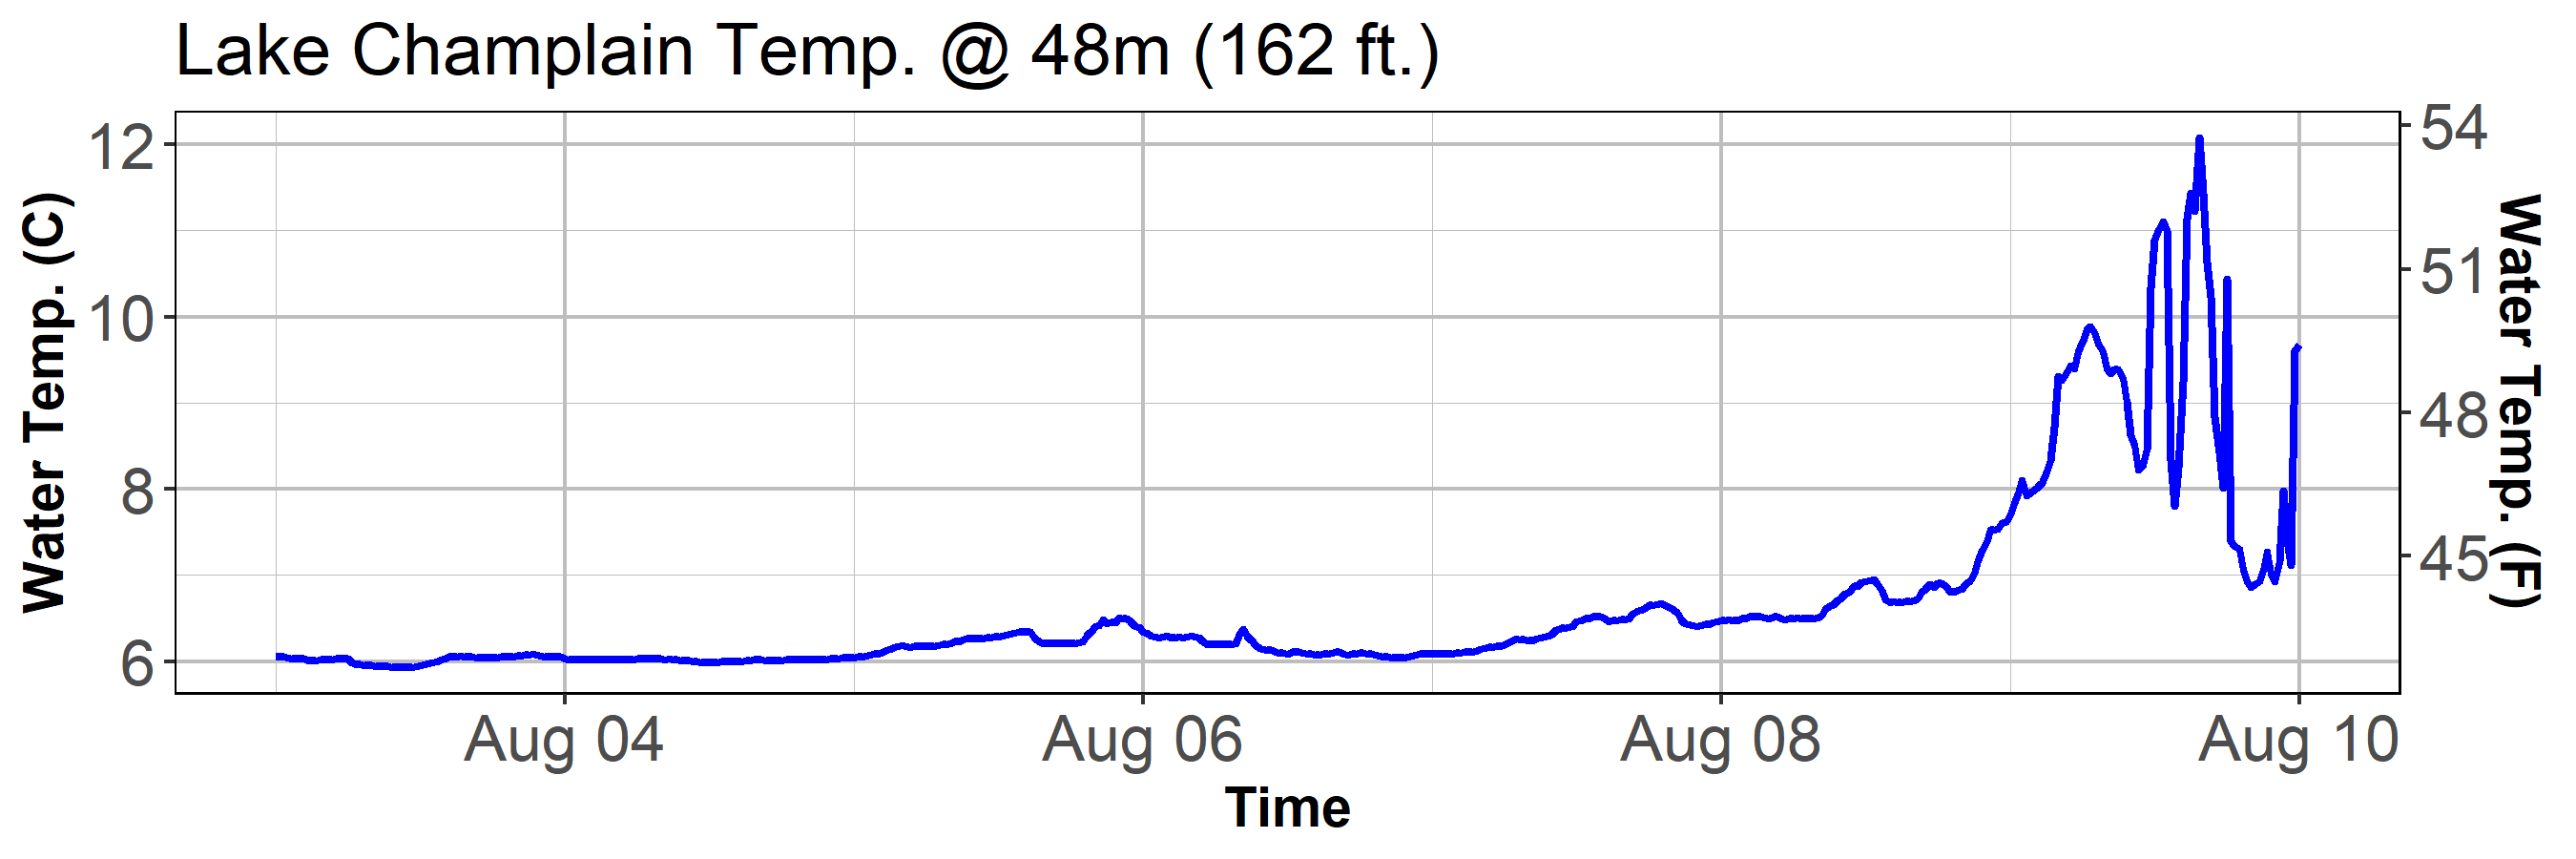 Lake Champlain Temp. @ 48m (162 ft.)
Water Temp. (C)
12
10
8
6
54
51
48
45
Water Temp. (F)
Aug 04
Aug 06
Aug 08
Aug 10
Time